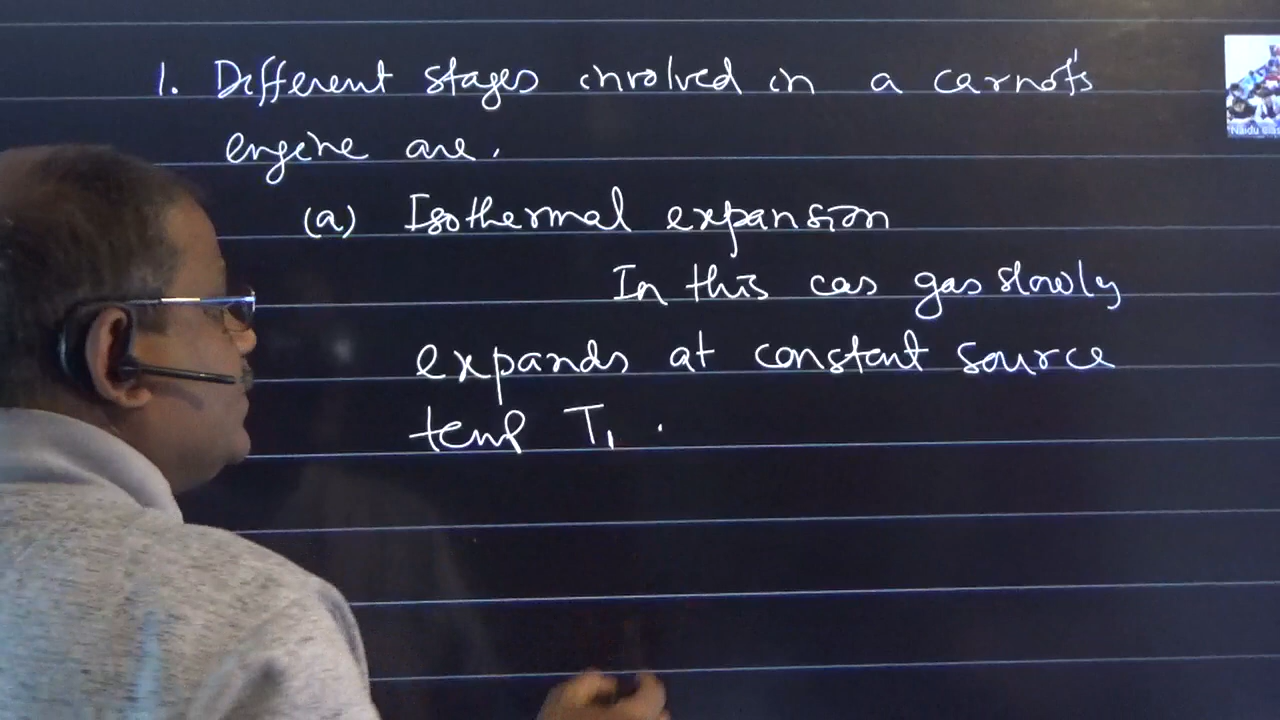 1. Different stages involved in a carnot's
engine are.
(a) Isothermal expansion
In this cas gas slowly
expands at constant source
temp T₁ .
Naidu